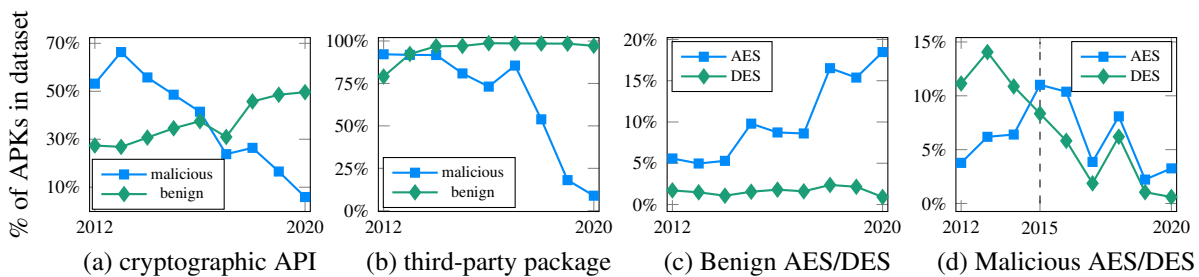 % of APKs in dataset
70%
50%
30%
10%
malicious
benign
2012
2020
(a) cryptographic API
100%
75%
50%
25%
0%
malicious
benign
2012
2020
(b) third-party package
20%
15%
10%
5%
0%
AES
DES
2012
2020
(c) Benign AES/DES
15%
10%
5%
0%
AES
DES
2012
2015
2020
(d) Malicious AES/DES